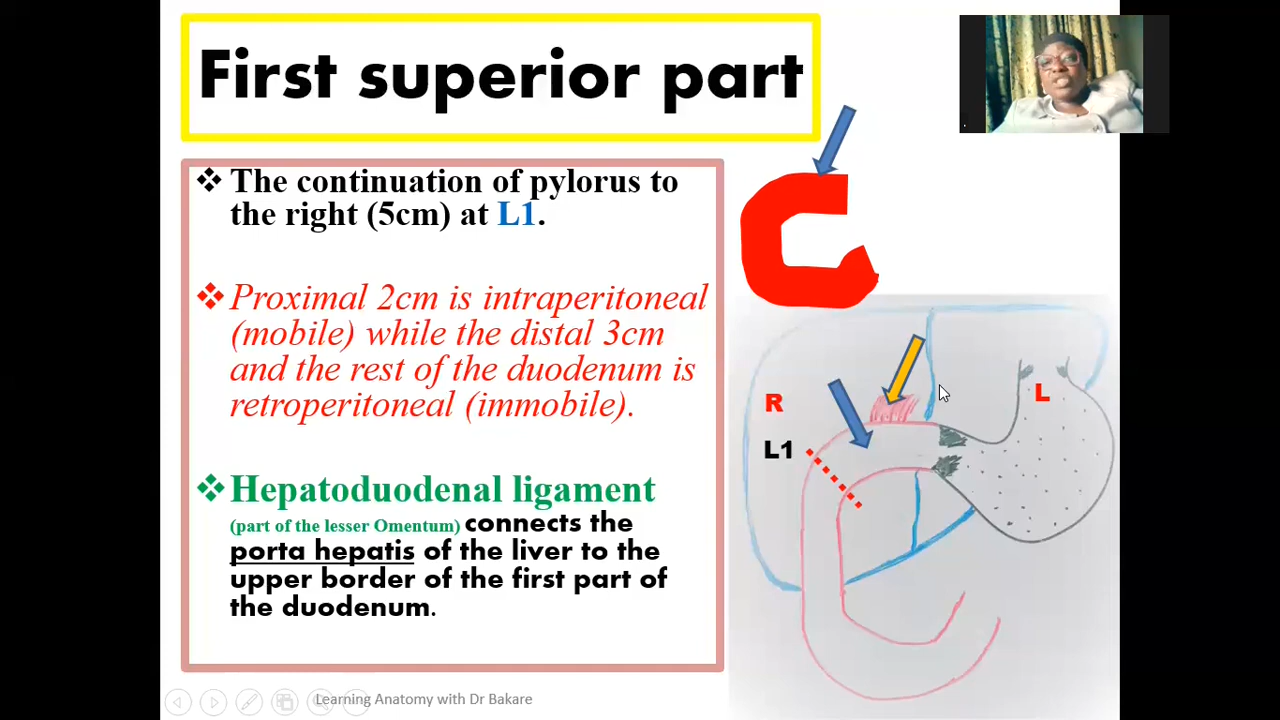 First superior part
❖ The continuation of pylorus to
the right (5cm) at L1.
❖ Proximal 2cm is intraperitoneal
(mobile) while the distal 3cm
and the rest of the duodenum is
retroperitoneal (immobile).
❖ Hepatoduodenal ligament
(part of the lesser Omentum) connects the
porta hepatis of the liver to the
upper border of the first part of
the duodenum.
R
L
L1
Learning Anatomy with Dr Bakare